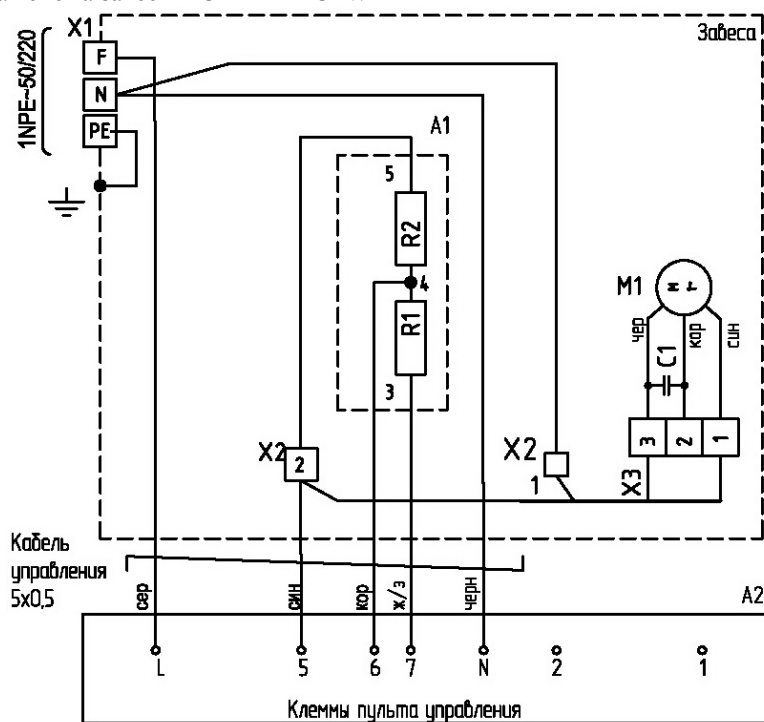 X1
1NPE~50/220
F
N
PE
Завеса
A1
5
R2
4
R1
3
M1
чер
кор
син
C1
X2
2
X2
1
3
2
1
X3
Кабель
управления
5x0,5
сер
син
кор
ж/з
черн
A2
L
5
6
7
N
2
1
Клеммы пульта управления